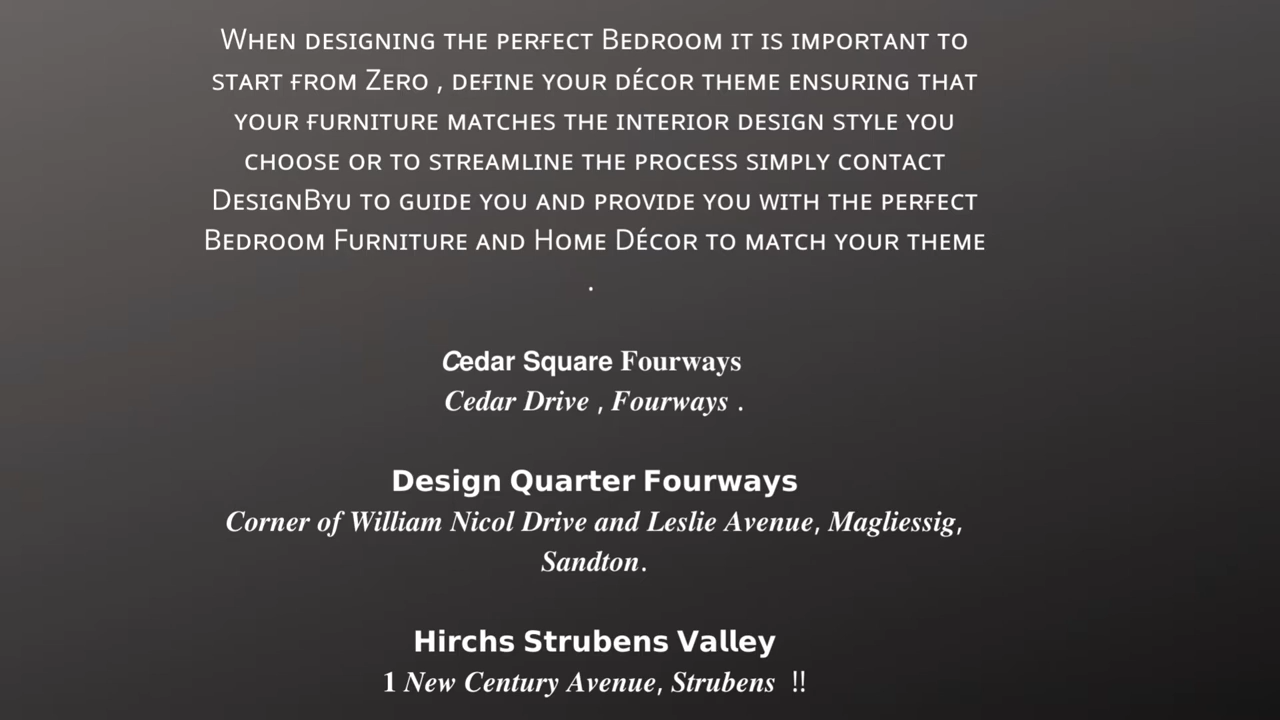 When designing the perfect Bedroom it is important to
start from Zero , define your décor theme ensuring that
your furniture matches the interior design style you
choose or to streamline the process simply contact
DesignByu to guide you and provide you with the perfect
Bedroom Furniture and Home Décor to match your theme
.
Cedar Square Fourways
Cedar Drive , Fourways .
Design Quarter Fourways
Corner of William Nicol Drive and Leslie Avenue, Magliessig,
Sandton.
Hirchs Strubens Valley
1 New Century Avenue, Strubens !!